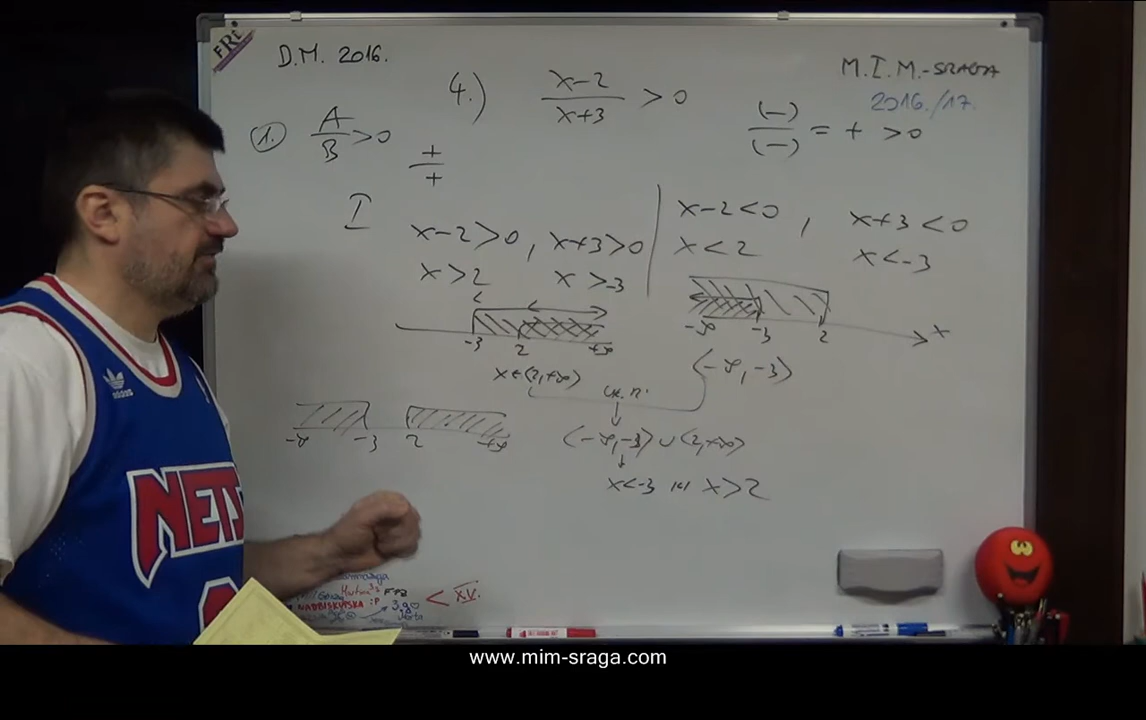 FRI
D.M. 2016.
M.I.M.-SRAGA
2016./17.
4.) x-2 / x+3 > 0
(-) / (-) = + > 0
1. A / B > 0
+ / +
I
x-2>0, x+3>0
x>2 x>-3
x-2<0, x+3<0
x<2 x<-3
-3 2 +∞
x∈(2,+∞)
-∞ -3 2 x
(-∞,-3)
-∞ -3 2 +∞
(-∞,-3) ∪ (2,+∞)
x<-3 ili x>2
< XV.
NETS
adidas
www.mim-sraga.com